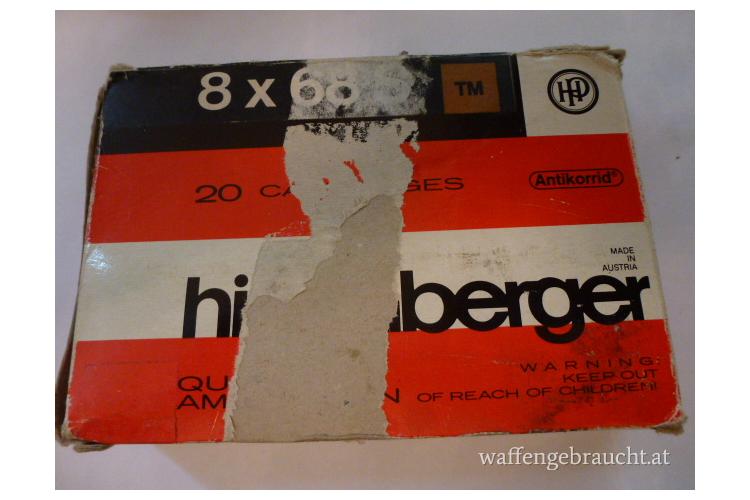 8 x 68 S TM HP
20 CA GES Antikorrid®
MADE
IN
AUSTRIA
hi nberger
WARNING:
QU KEEP OUT
AM N OF REACH OF CHILDREN!
waffengebraucht.at